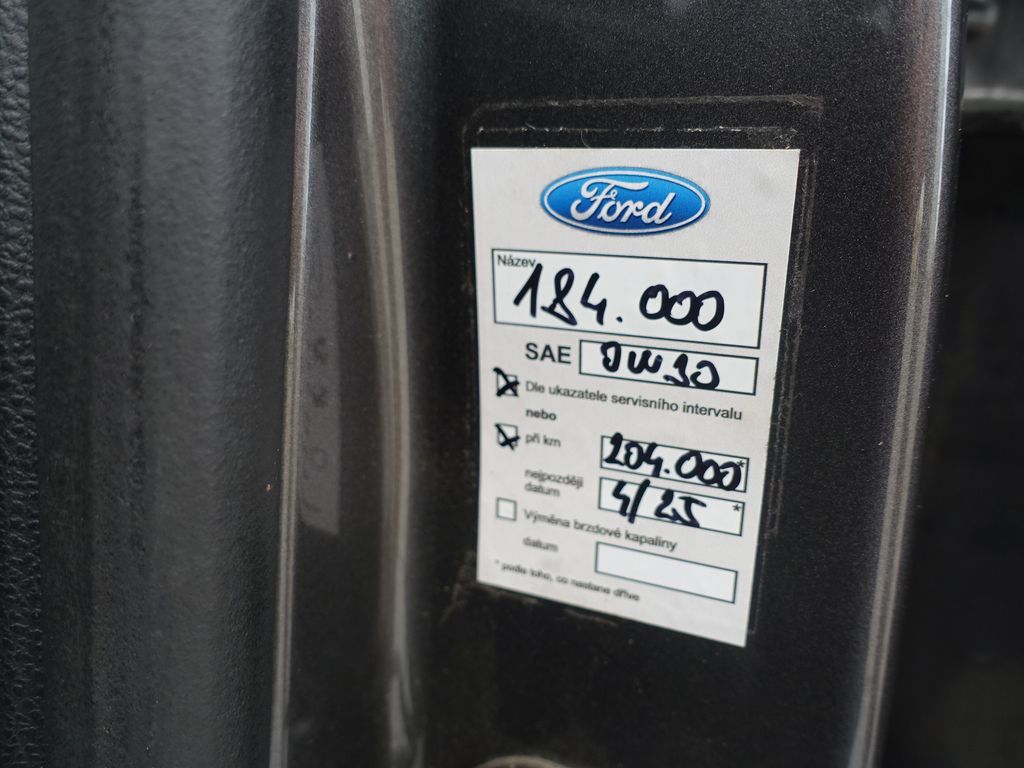 Ford
Název
184.000
SAE 0W30
Dle ukazatele servisního intervalu
nebo
při km 204.000*
nejpozději
datum 4/25*
Výměna brzdové kapaliny
datum
* podle toho, co nastane dříve